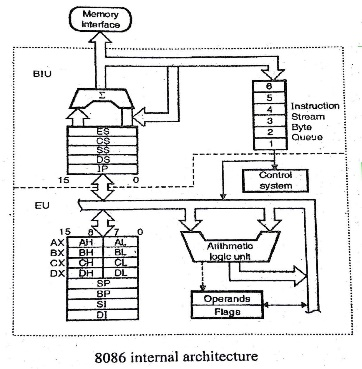 Memory
Interface
BIU
Σ
6
5
4
3
2
1
Instruction
Stream
Byte
Queue
ES
CS
SS
DS
IP
15 0
Control
system
EU
15 8 7 0
AX AH AL
BX BH BL
CX CH CL
DX DH DL
SP
BP
SI
DI
Arithmetic
logic unit
Operands
Flags
8086 internal architecture